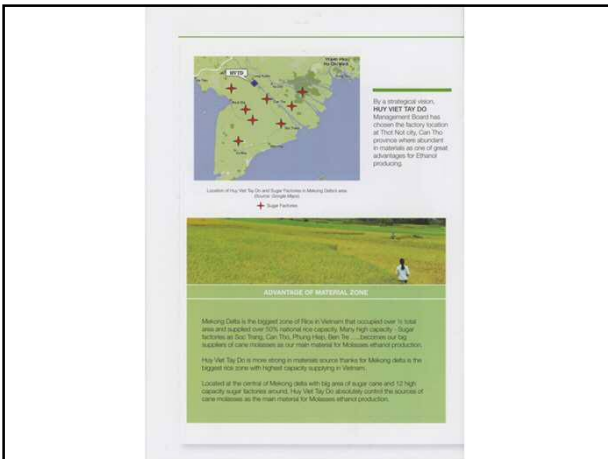 HVTD
Location of Huy Viet Tay Do and Sugar Factories in Mekong Delta's area
(Source: Google Maps)
Sugar Factories
By a strategical vision,
HUY VIET TAY DO
Management Board has
chosen the factory location
at Thot Not city, Can Tho
province where abundant
in materials as one of great
advantages for Ethanol
producing.
ADVANTAGE OF MATERIAL ZONE
Mekong Delta is the biggest zone of Rice in Vietnam that occupied over ½ total
area and supplied over 50% national rice capacity. Many high capacity - Sugar
factories as Soc Trang, Can Tho, Phung Hiep, Ben Tre .....becomes our big
suppliers of cane molasses as our main material for Molasses ethanol production.
Huy Viet Tay Do is more strong in materials source thanks for Mekong delta is the
biggest rice zone with highest capacity supplying in Vietnam.
Located at the central of Mekong delta with big area of sugar cane and 12 high
capacity sugar factories around, Huy Viet Tay Do absolutely control the sources of
cane molasses as the main material for Molasses ethanol production.